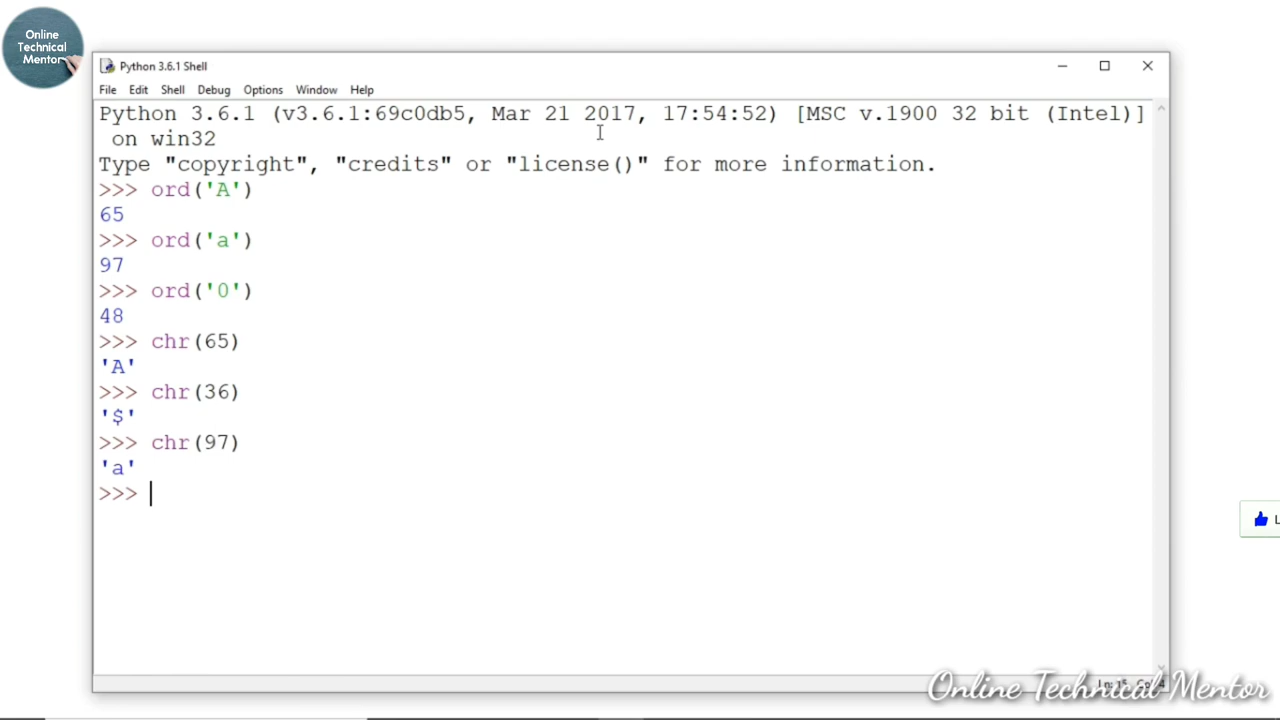 Online
Technical
Mentor
Python 3.6.1 Shell
File Edit Shell Debug Options Window Help
Python 3.6.1 (v3.6.1:69c0db5, Mar 21 2017, 17:54:52) [MSC v.1900 32 bit (Intel)]
on win32
Type "copyright", "credits" or "license()" for more information.
>>> ord('A')
65
>>> ord('a')
97
>>> ord('0')
48
>>> chr(65)
'A'
>>> chr(36)
'$'
>>> chr(97)
'a'
>>>
L
Online Technical Mentor